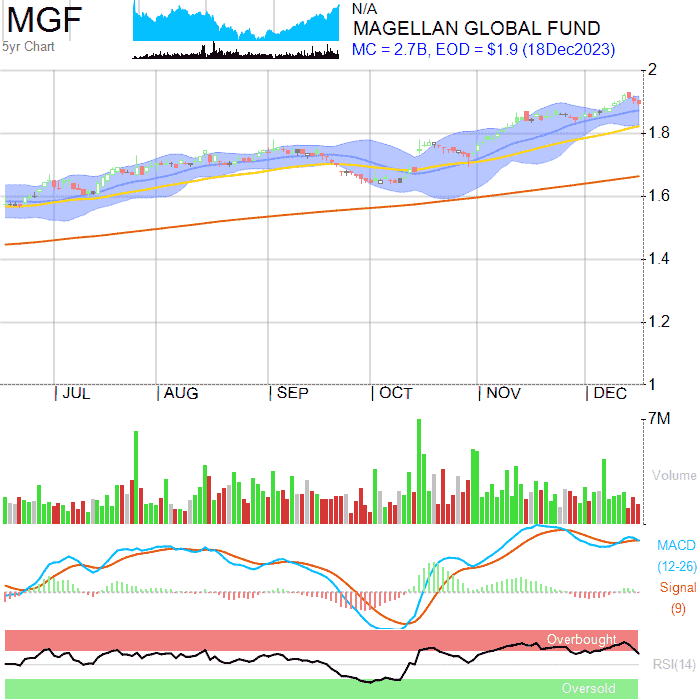 MGF
5yr Chart
N/A
MAGELLAN GLOBAL FUND
MC = 2.7B, EOD = $1.9 (18Dec2023)
2
1.8
1.6
1.4
1.2
1
JUL AUG SEP OCT NOV DEC
7M
Volume
MACD
(12-26)
Signal
(9)
Overbought
RSI(14)
Oversold